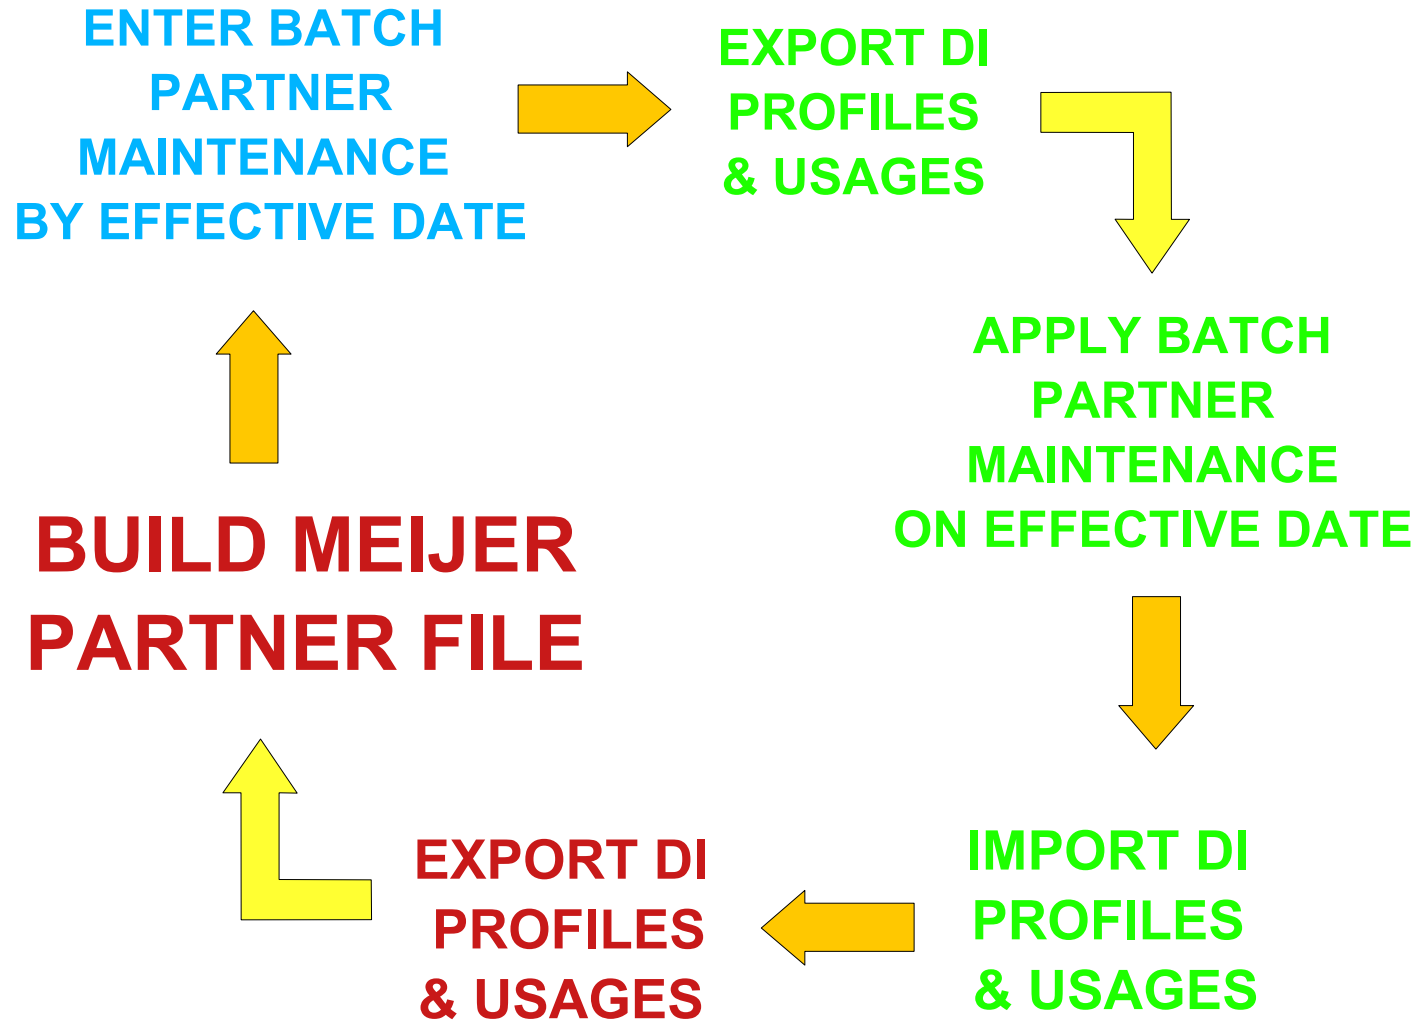 ENTER BATCH
PARTNER
MAINTENANCE
BY EFFECTIVE DATE
EXPORT DI
PROFILES
& USAGES
APPLY BATCH
PARTNER
MAINTENANCE
ON EFFECTIVE DATE
IMPORT DI
PROFILES
& USAGES
EXPORT DI
PROFILES
& USAGES
BUILD MEIJER
PARTNER FILE